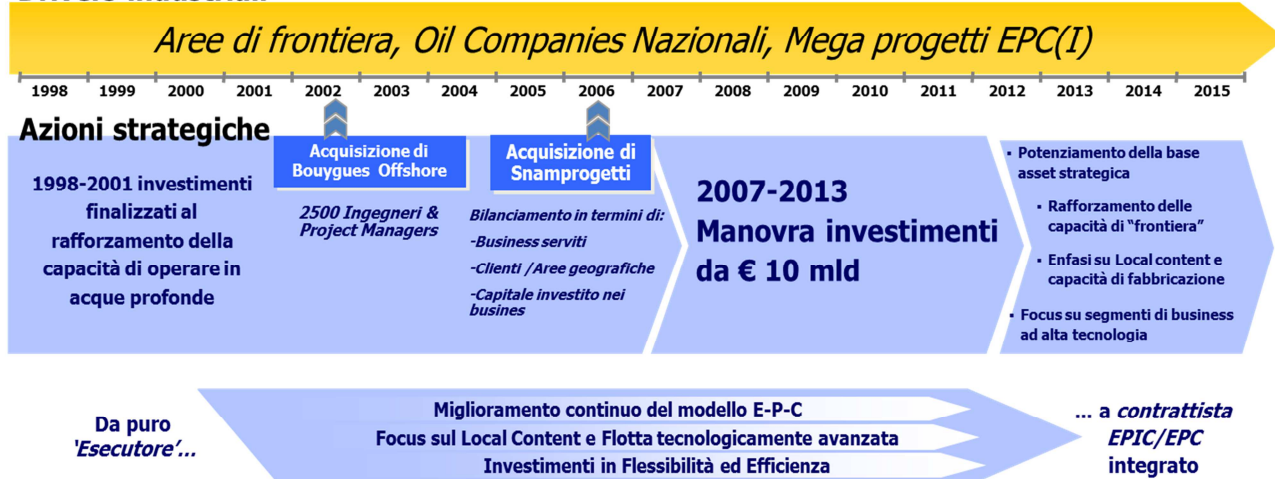 Aree di frontiera, Oil Companies Nazionali, Mega progetti EPC(I)
1998 1999 2000 2001 2002 2003 2004 2005 2006 2007 2008 2009 2010 2011 2012 2013 2014 2015
Azioni strategiche
1998-2001 investimenti
finalizzati al
rafforzamento della
capacità di operare in
acque profonde
Acquisizione di
Bouygues Offshore
2500 Ingegneri &
Project Managers
Acquisizione di
Snamprogetti
Bilanciamento in termini di:
-Business serviti
-Clienti /Aree geografiche
-Capitale investito nei
busines
2007-2013
Manovra investimenti
da € 10 mld
▪ Potenziamento della base
asset strategica
▪ Rafforzamento delle
capacità di “frontiera”
▪ Enfasi su Local content e
capacità di fabbricazione
▪ Focus su segmenti di business
ad alta tecnologia
Da puro
‘Esecutore’…
Miglioramento continuo del modello E-P-C
Focus sul Local Content e Flotta tecnologicamente avanzata
Investimenti in Flessibilità ed Efficienza
… a contrattista
EPIC/EPC
integrato